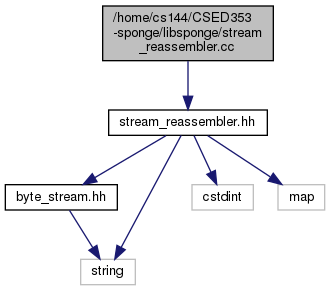 /home/cs144/CSED353
-sponge/libsponge/stream
_reassembler.cc
stream_reassembler.hh
byte_stream.hh
cstdint
map
string